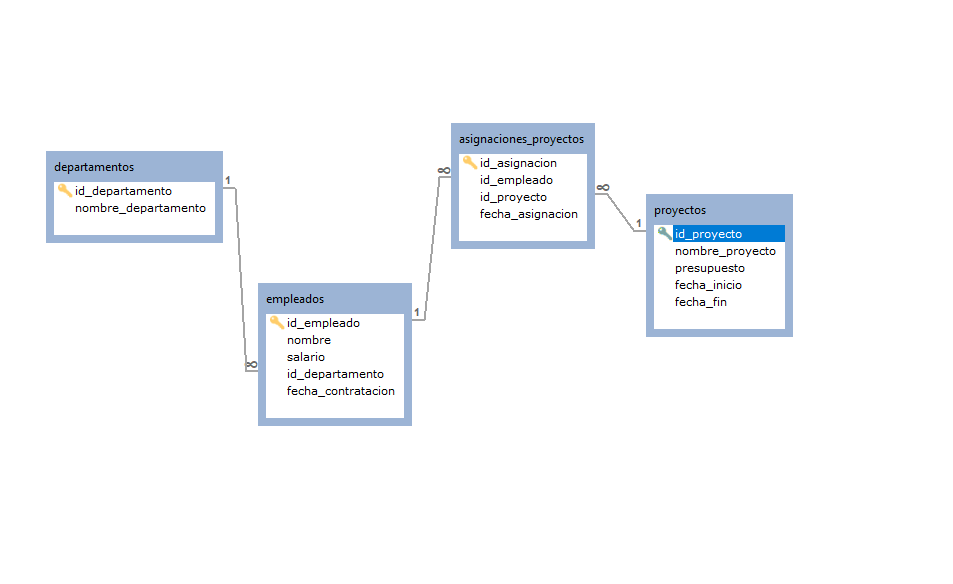 departamentos
id_departamento
nombre_departamento
1
∞
empleados
id_empleado
nombre
salario
id_departamento
fecha_contratacion
1
∞
asignaciones_proyectos
id_asignacion
id_empleado
id_proyecto
fecha_asignacion
∞
1
proyectos
id_proyecto
nombre_proyecto
presupuesto
fecha_inicio
fecha_fin